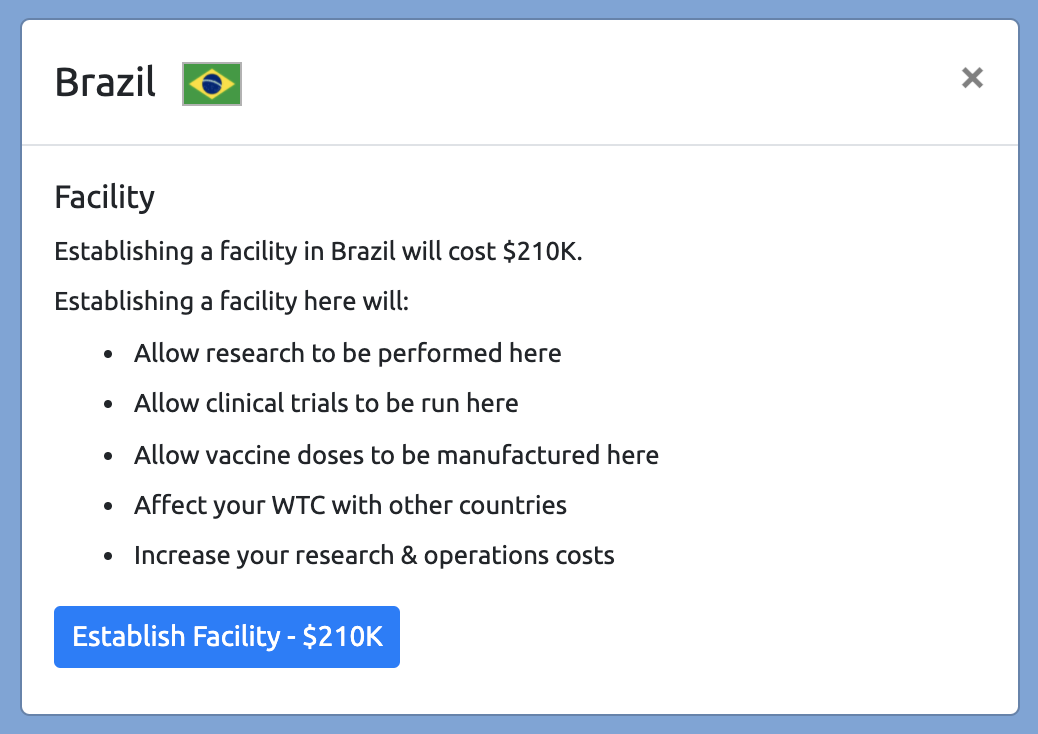 Brazil
Facility
Establishing a facility in Brazil will cost $210K.
Establishing a facility here will:
• Allow research to be performed here
• Allow clinical trials to be run here
• Allow vaccine doses to be manufactured here
• Affect your WTC with other countries
• Increase your research & operations costs
Establish Facility - $210K